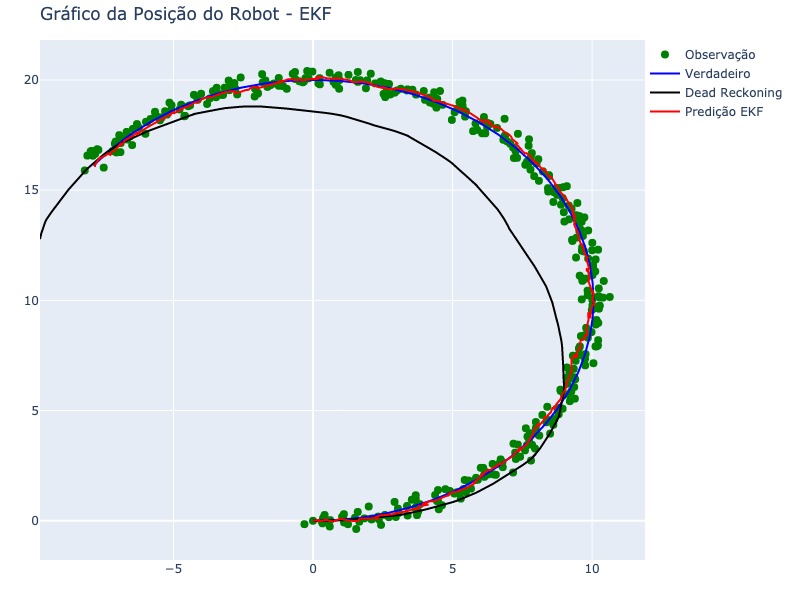 Gráfico da Posição do Robot - EKF
Observação
Verdadeiro
Dead Reckoning
Predição EKF
20
15
10
5
0
−5
0
5
10